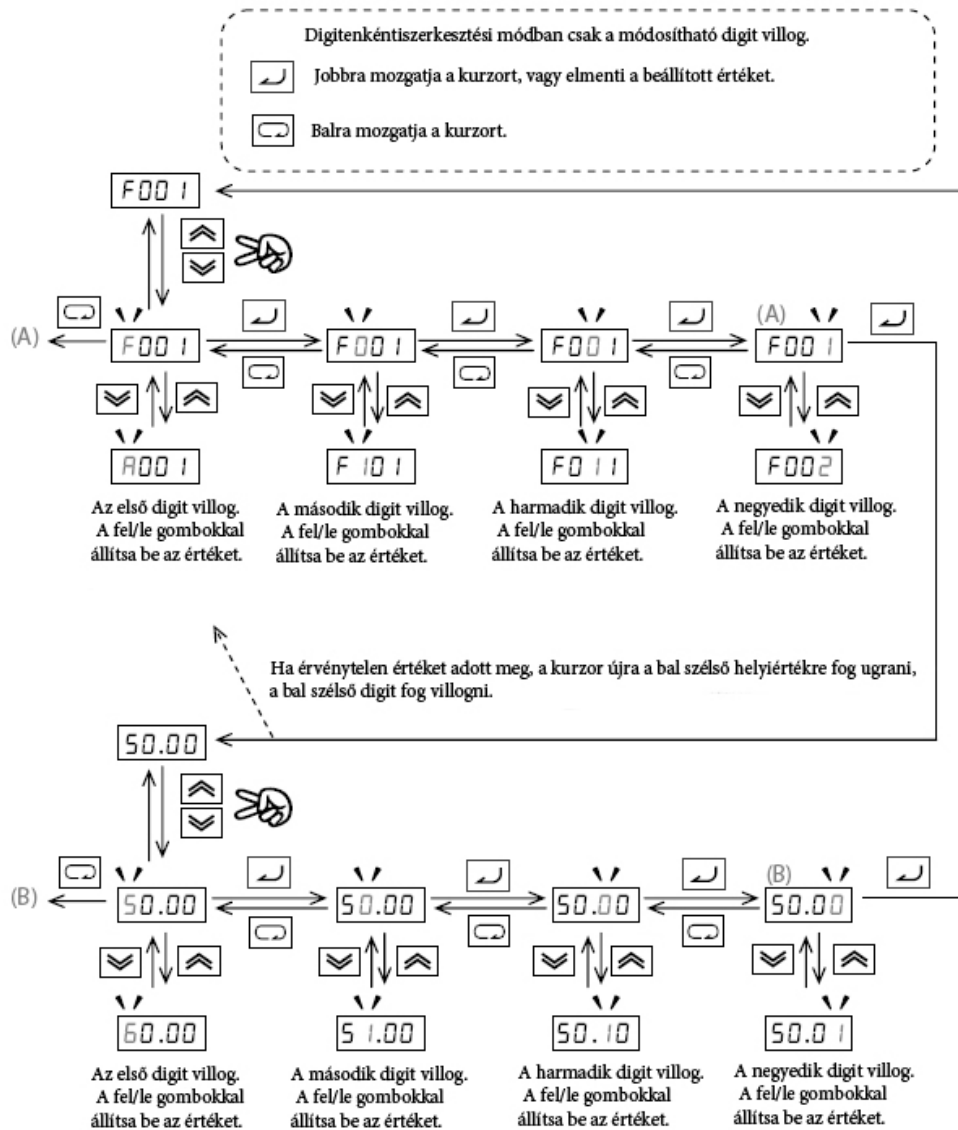 Digitenkéntiszerkesztési módban csak a módosítható digit villog.
Jobbra mozgatja a kurzort, vagy elmenti a beállított értéket.
Balra mozgatja a kurzort.
F001
(A)
(A)
F001 F001 F001 F001
A001 F101 F011 F002
Az első digit villog.
A fel/le gombokkal
állítsa be az értéket.
A második digit villog.
A fel/le gombokkal
állítsa be az értéket.
A harmadik digit villog.
A fel/le gombokkal
állítsa be az értéket.
A negyedik digit villog.
A fel/le gombokkal
állítsa be az értéket.
Ha érvénytelen értéket adott meg, a kurzor újra a bal szélső helyiértékre fog ugrani,
a bal szélső digit fog villogni.
50.00
(B)
(B)
50.00 50.00 50.00 50.00
60.00 51.00 50.10 50.01
Az első digit villog.
A fel/le gombokkal
állítsa be az értéket.
A második digit villog.
A fel/le gombokkal
állítsa be az értéket.
A harmadik digit villog.
A fel/le gombokkal
állítsa be az értéket.
A negyedik digit villog.
A fel/le gombokkal
állítsa be az értéket.